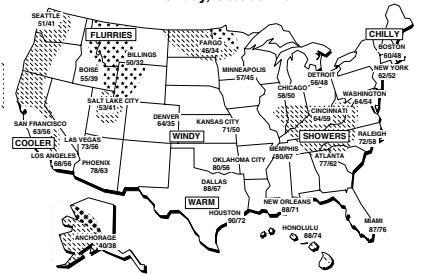 SEATTLE
51/41
FLURRIES
CHILLY
FARGO
46/34
BILLINGS
50/32
BOSTON
60/48
BOISE
55/39
MINNEAPOLIS
57/45
DETROIT
56/48
NEW YORK
62/52
CHICAGO
58/50
WASHINGTON
64/54
SALT LAKE CITY
53/41
CINCINNATI
64/59
DENVER
64/35
KANSAS CITY
71/50
SAN FRANCISCO
63/56
WINDY
SHOWERS
RALEIGH
72/58
COOLER
LAS VEGAS
73/56
LOS ANGELES
68/56
PHOENIX
78/63
OKLAHOMA CITY
80/56
MEMPHIS
80/67
ATLANTA
77/62
DALLAS
88/67
WARM
HOUSTON
90/72
NEW ORLEANS
88/71
MIAMI
87/76
ANCHORAGE
40/38
HONOLULU
88/74